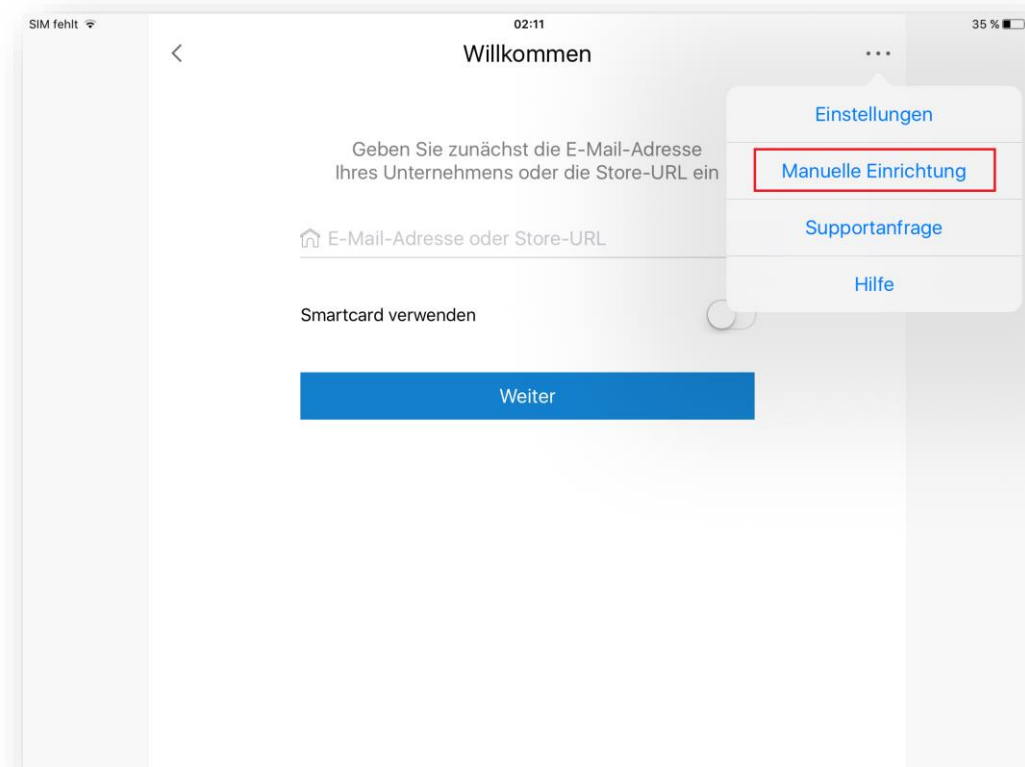 SIM fehlt
02:11
35 %
Willkommen
Einstellungen
Manuelle Einrichtung
Supportanfrage
Hilfe
Geben Sie zunächst die E-Mail-Adresse
Ihres Unternehmens oder die Store-URL ein
E-Mail-Adresse oder Store-URL
Smartcard verwenden
Weiter